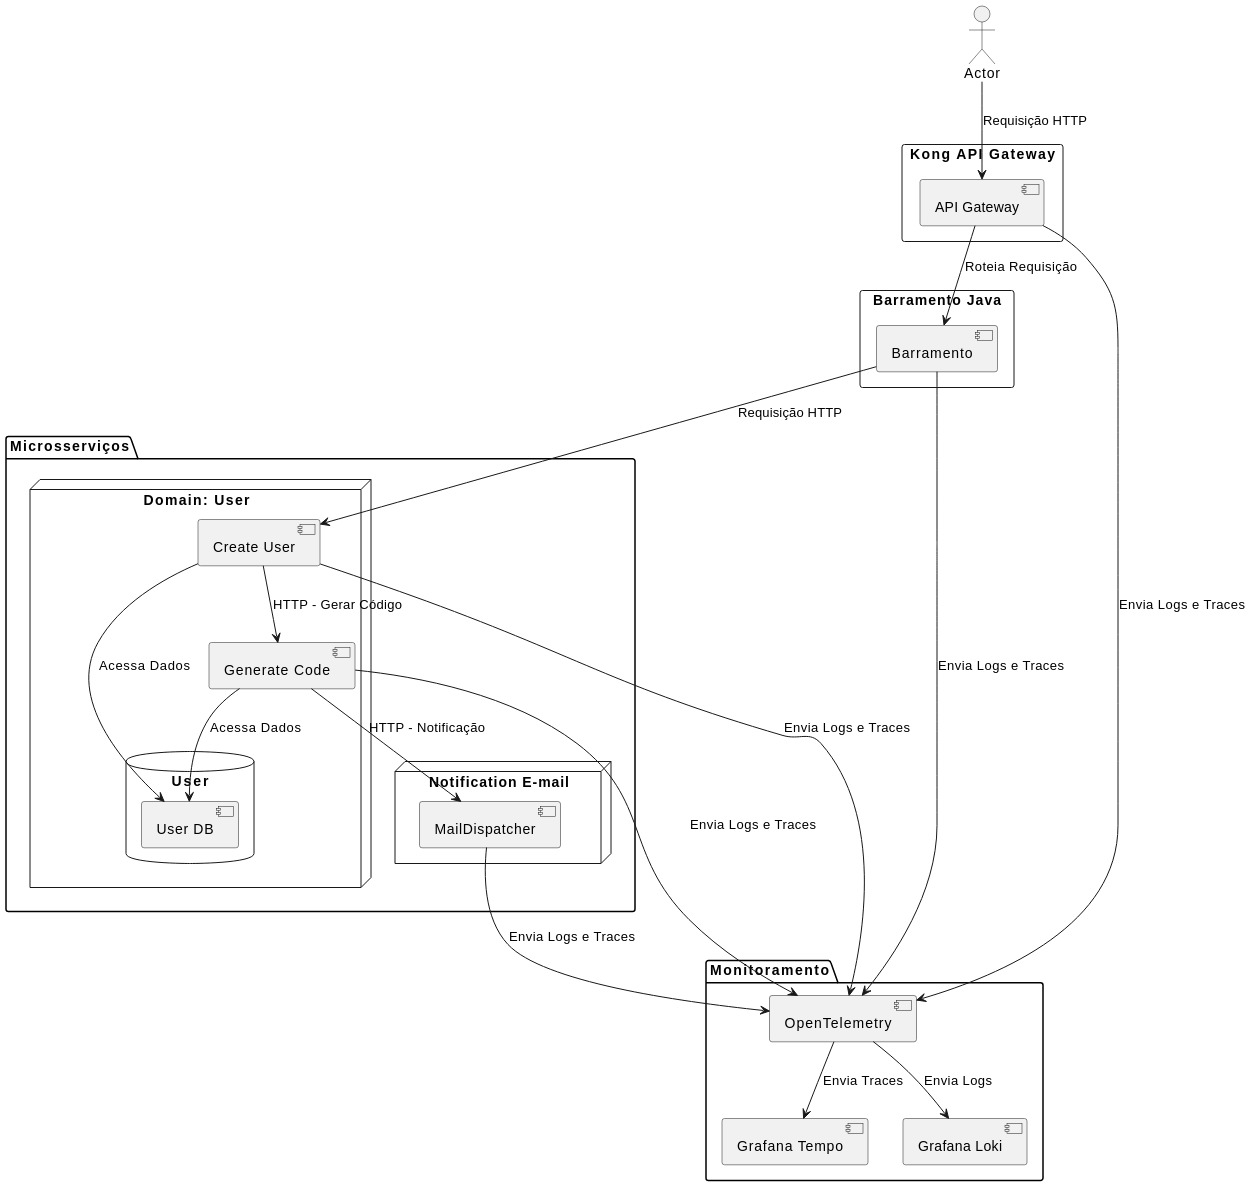 Actor
Requisição HTTP
Kong API Gateway
API Gateway
Roteia Requisição
Barramento Java
Barramento
Requisição HTTP
Microsserviços
Domain: User
Create User
HTTP - Gerar Código
Envia Logs e Traces
Acessa Dados
Generate Code
Envia Logs e Traces
Acessa Dados
HTTP - Notificação
Envia Logs e Traces
User
Notification E-mail
User DB
MailDispatcher
Envia Logs e Traces
Envia Logs e Traces
Monitoramento
OpenTelemetry
Envia Traces
Envia Logs
Grafana Tempo
Grafana Loki